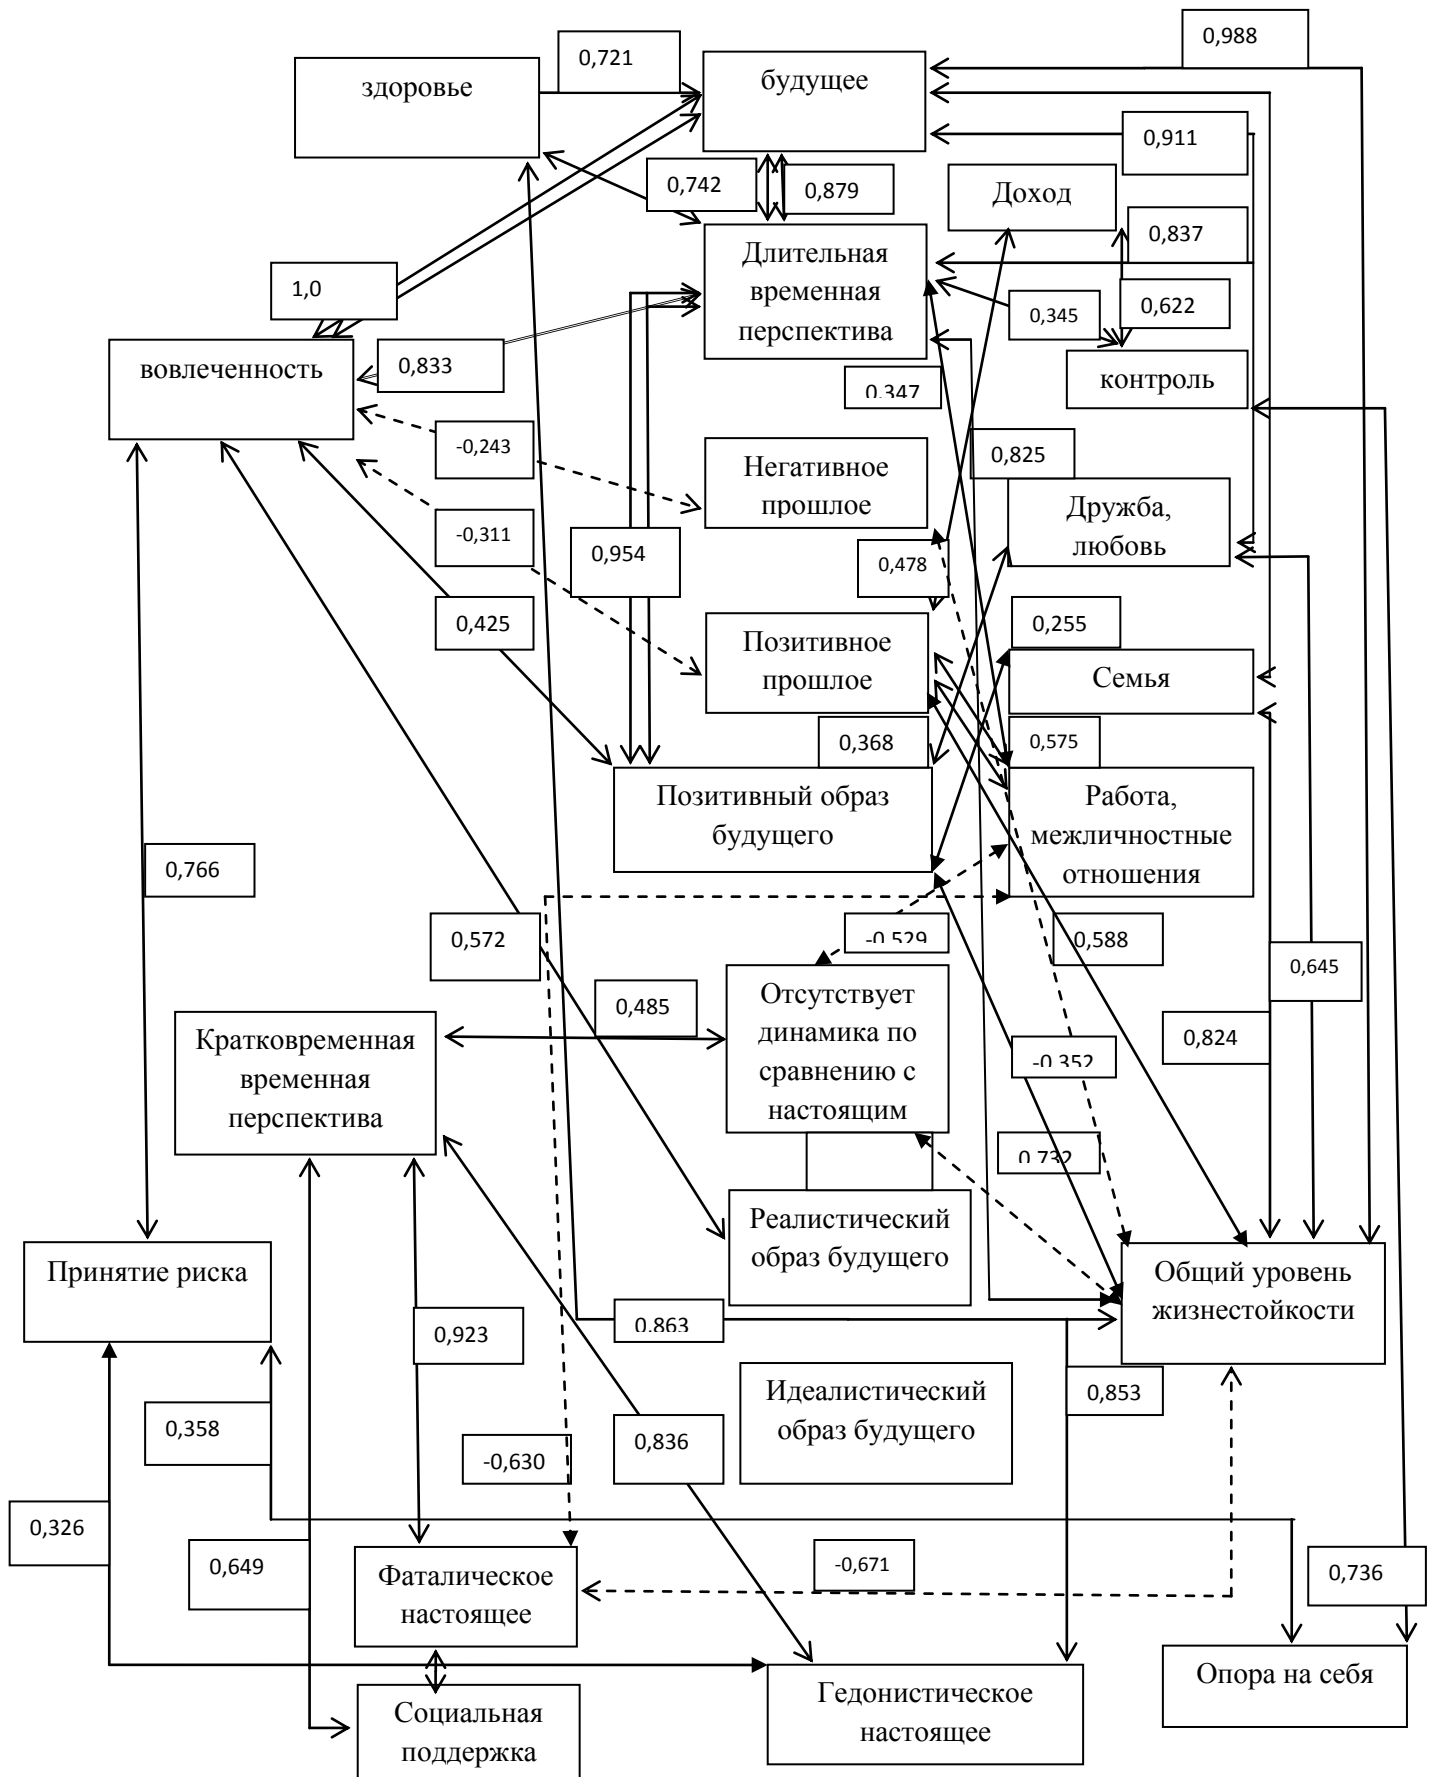 0,988
0,721
здоровье
будущее
0,911
0,742
0,879
Доход
0,837
Длительная
временная
перспектива
1,0
0,345
0,622
0,833
вовлеченность
контроль
0,347
-0,243
0,825
Негативное
прошлое
Дружба,
любовь
-0,311
0,954
0,478
0,425
0,255
Позитивное
прошлое
Семья
0,368
0,575
Позитивный образ
будущего
Работа,
межличностные
отношения
0,766
0,572
-0,529
0,588
0,645
0,485
Отсутствует
динамика по
сравнению с
настоящим
Кратковременная
временная
перспектива
0,824
-0,352
0,732
Реалистический
образ будущего
Принятие риска
Общий уровень
жизнестойкости
0,923
0,863
Идеалистический
образ будущего
0,853
0,358
0,836
-0,630
0,326
0,649
Фаталическое
настоящее
-0,671
0,736
Опора на себя
Гедонистическое
настоящее
Социальная
поддержка